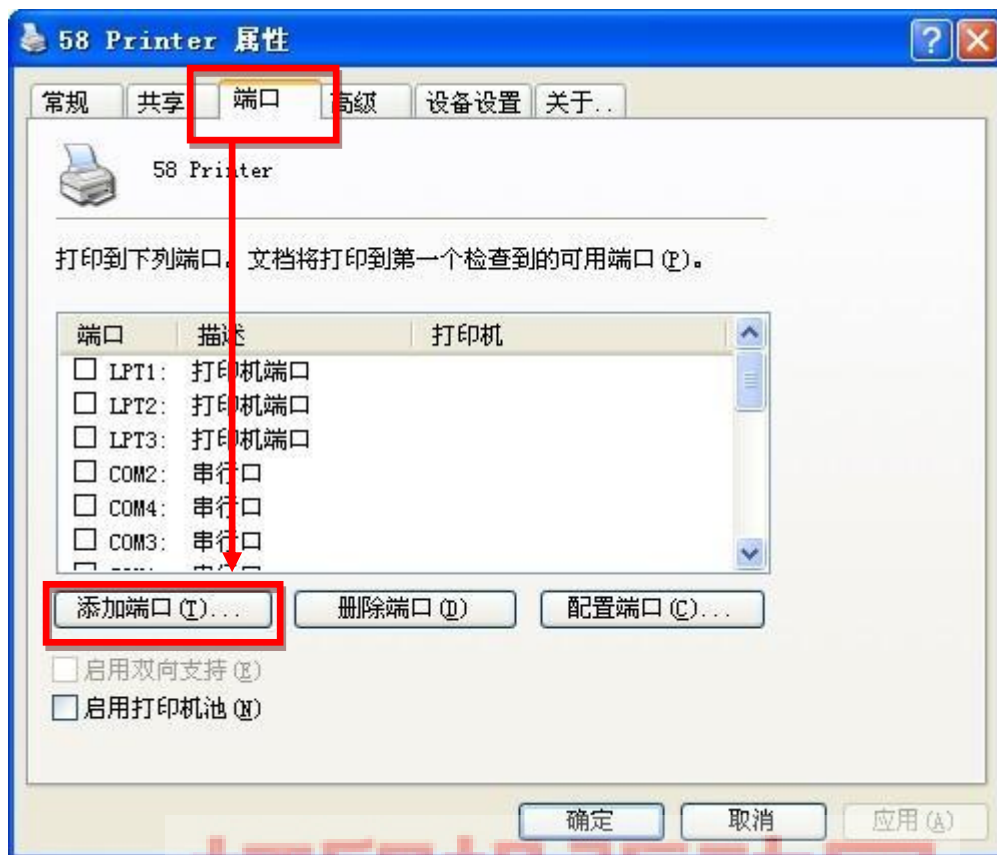 58 Printer 属性
常规 共享 端口 高级 设备设置 关于..
58 Printer
打印到下列端口。文档将打印到第一个检查到的可用端口(P)。
端口 描述 打印机
LPT1: 打印机端口
LPT2: 打印机端口
LPT3: 打印机端口
COM2: 串行口
COM4: 串行口
COM3: 串行口
添加端口(T)... 删除端口(D) 配置端口(C)...
启用双向支持(E)
启用打印机池(N)
确定 取消 应用(A)